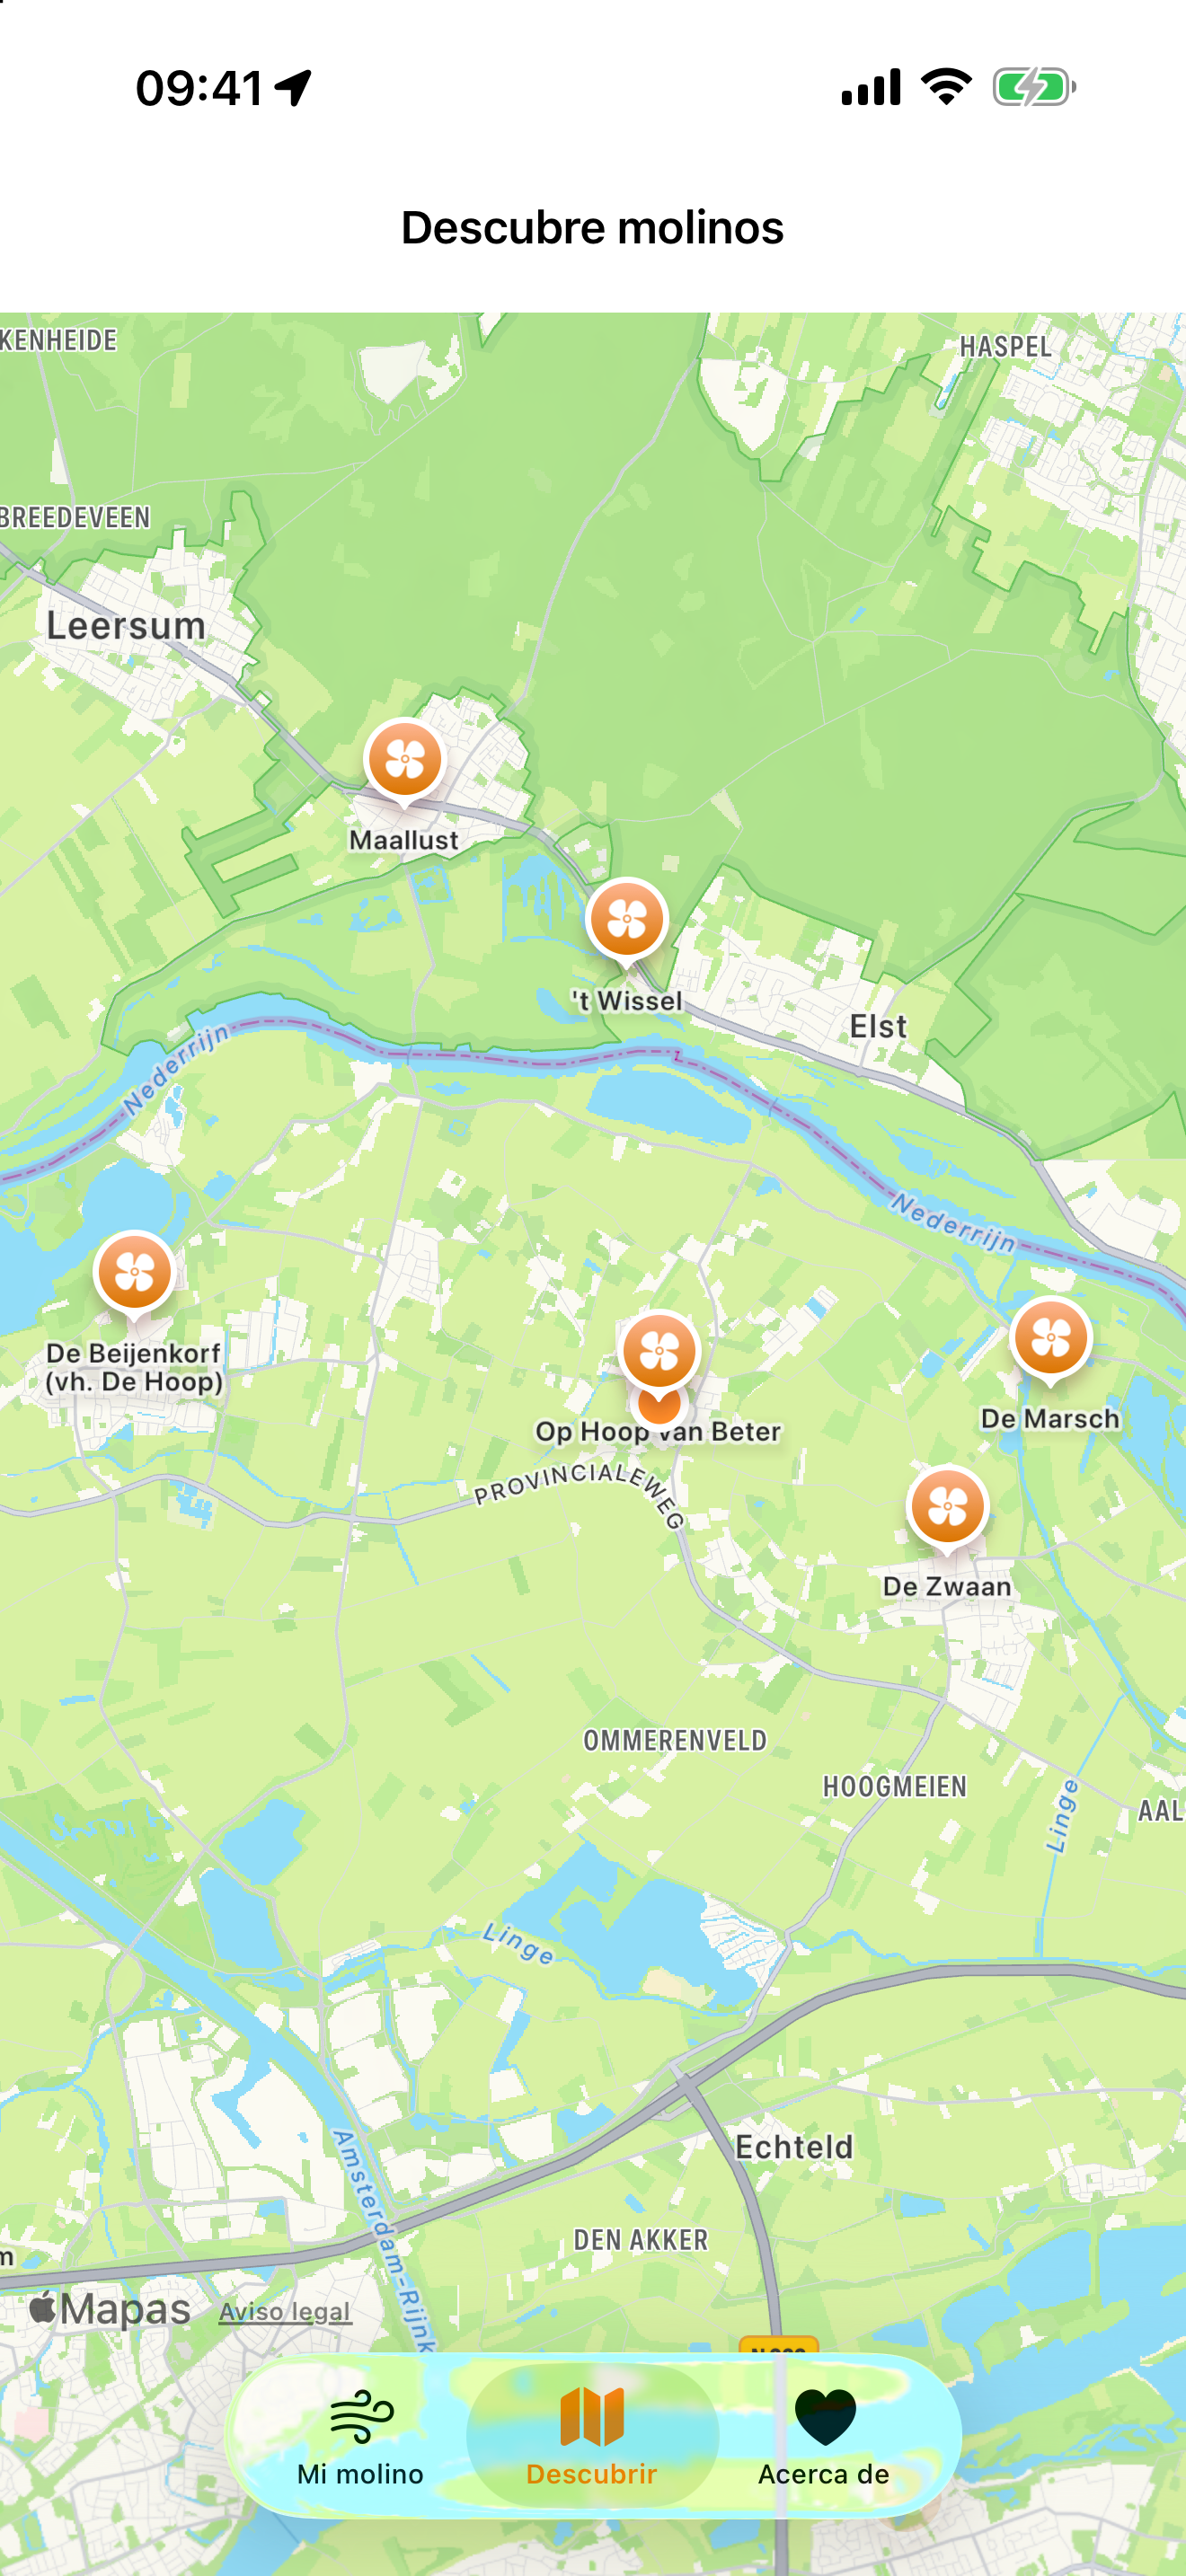 09:41
Descubre molinos
KENHEIDE
HASPEL
BREEDEVEEN
Leersum
Maallust
't Wissel
Elst
Nederrijn
Nederrijn
De Beijenkorf
(vh. De Hoop)
Op Hoop van Beter
De Marsch
PROVINCIALEWEG
De Zwaan
OMMERENVELD
HOOGMEIEN
Linge
AAL
Linge
Echteld
Amsterdam-Rijnk
DEN AKKER
m
Mapas
Aviso legal
Mi molino
Descubrir
Acerca de